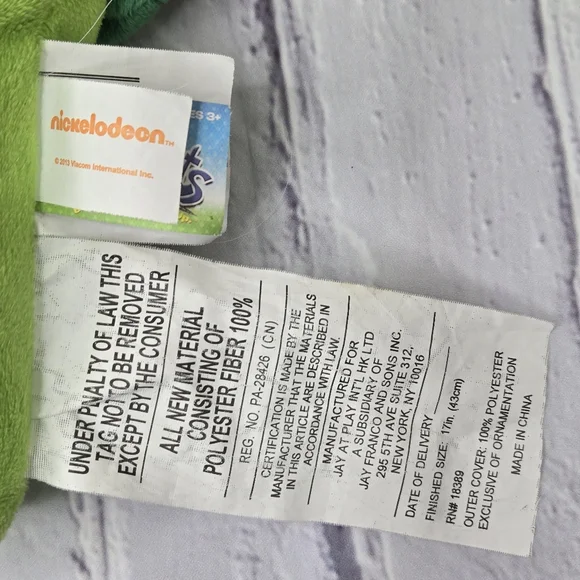 nickelodeon™
© 2013 Viacom International Inc.
ES 3+
UNDER PNALTY OF LAW THIS
TAG NOT TO BE REMOVED
EXCEPT BY THE CONSUMER
ALL NEW MATERIAL
CONSISTING OF
POLYESTER FIBER 100%
REG. NO. PA-28426 (CN)
CERTIFICATION IS MADE BY THE
MANUFACTURER THAT THE MATERIALS
IN THIS ARTICLE ARE DESCRIBED IN
ACCORDANCE WITH LAW.
MANUFACTURED FOR
JAY AT PLAY INT'L HK LTD
A SUBSIDIARY OF
JAY FRANCO AND SONS INC.
295 5TH AVE, SUITE 312,
NEW YORK, NY 10016
DATE OF DELIVERY
FINISHED SIZE: 17in. (43cm)
RN# 18389
OUTER COVER: 100% POLYESTER
EXCLUSIVE OF ORNAMENTATION
MADE IN CHINA